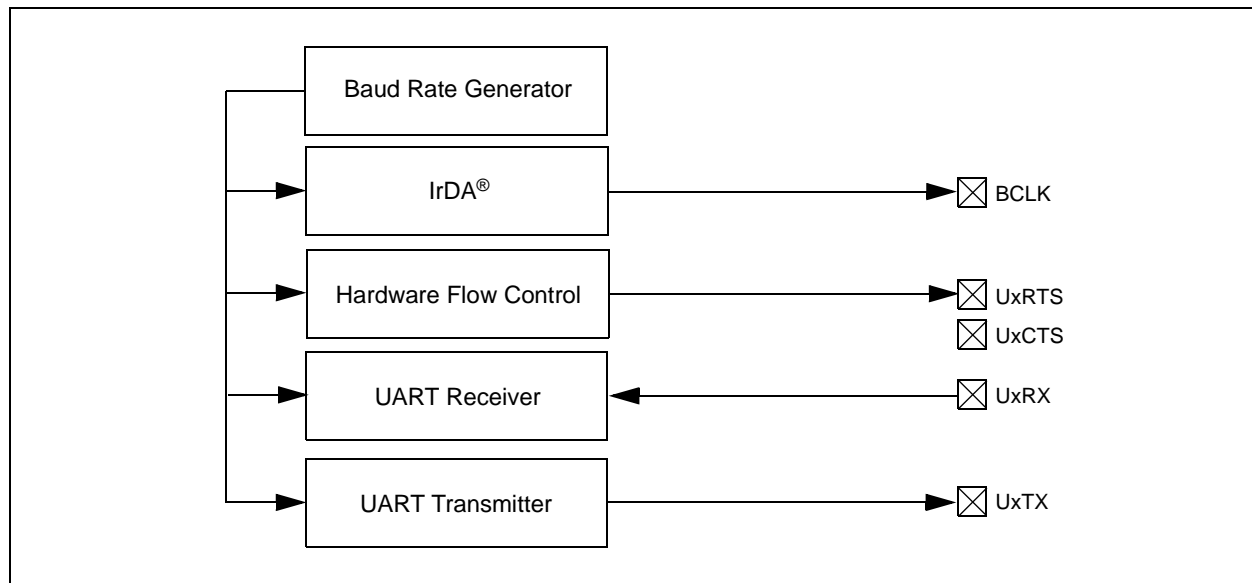 Baud Rate Generator
IrDA®
BCLK
Hardware Flow Control
UxRTS
UxCTS
UART Receiver
UxRX
UART Transmitter
UxTX